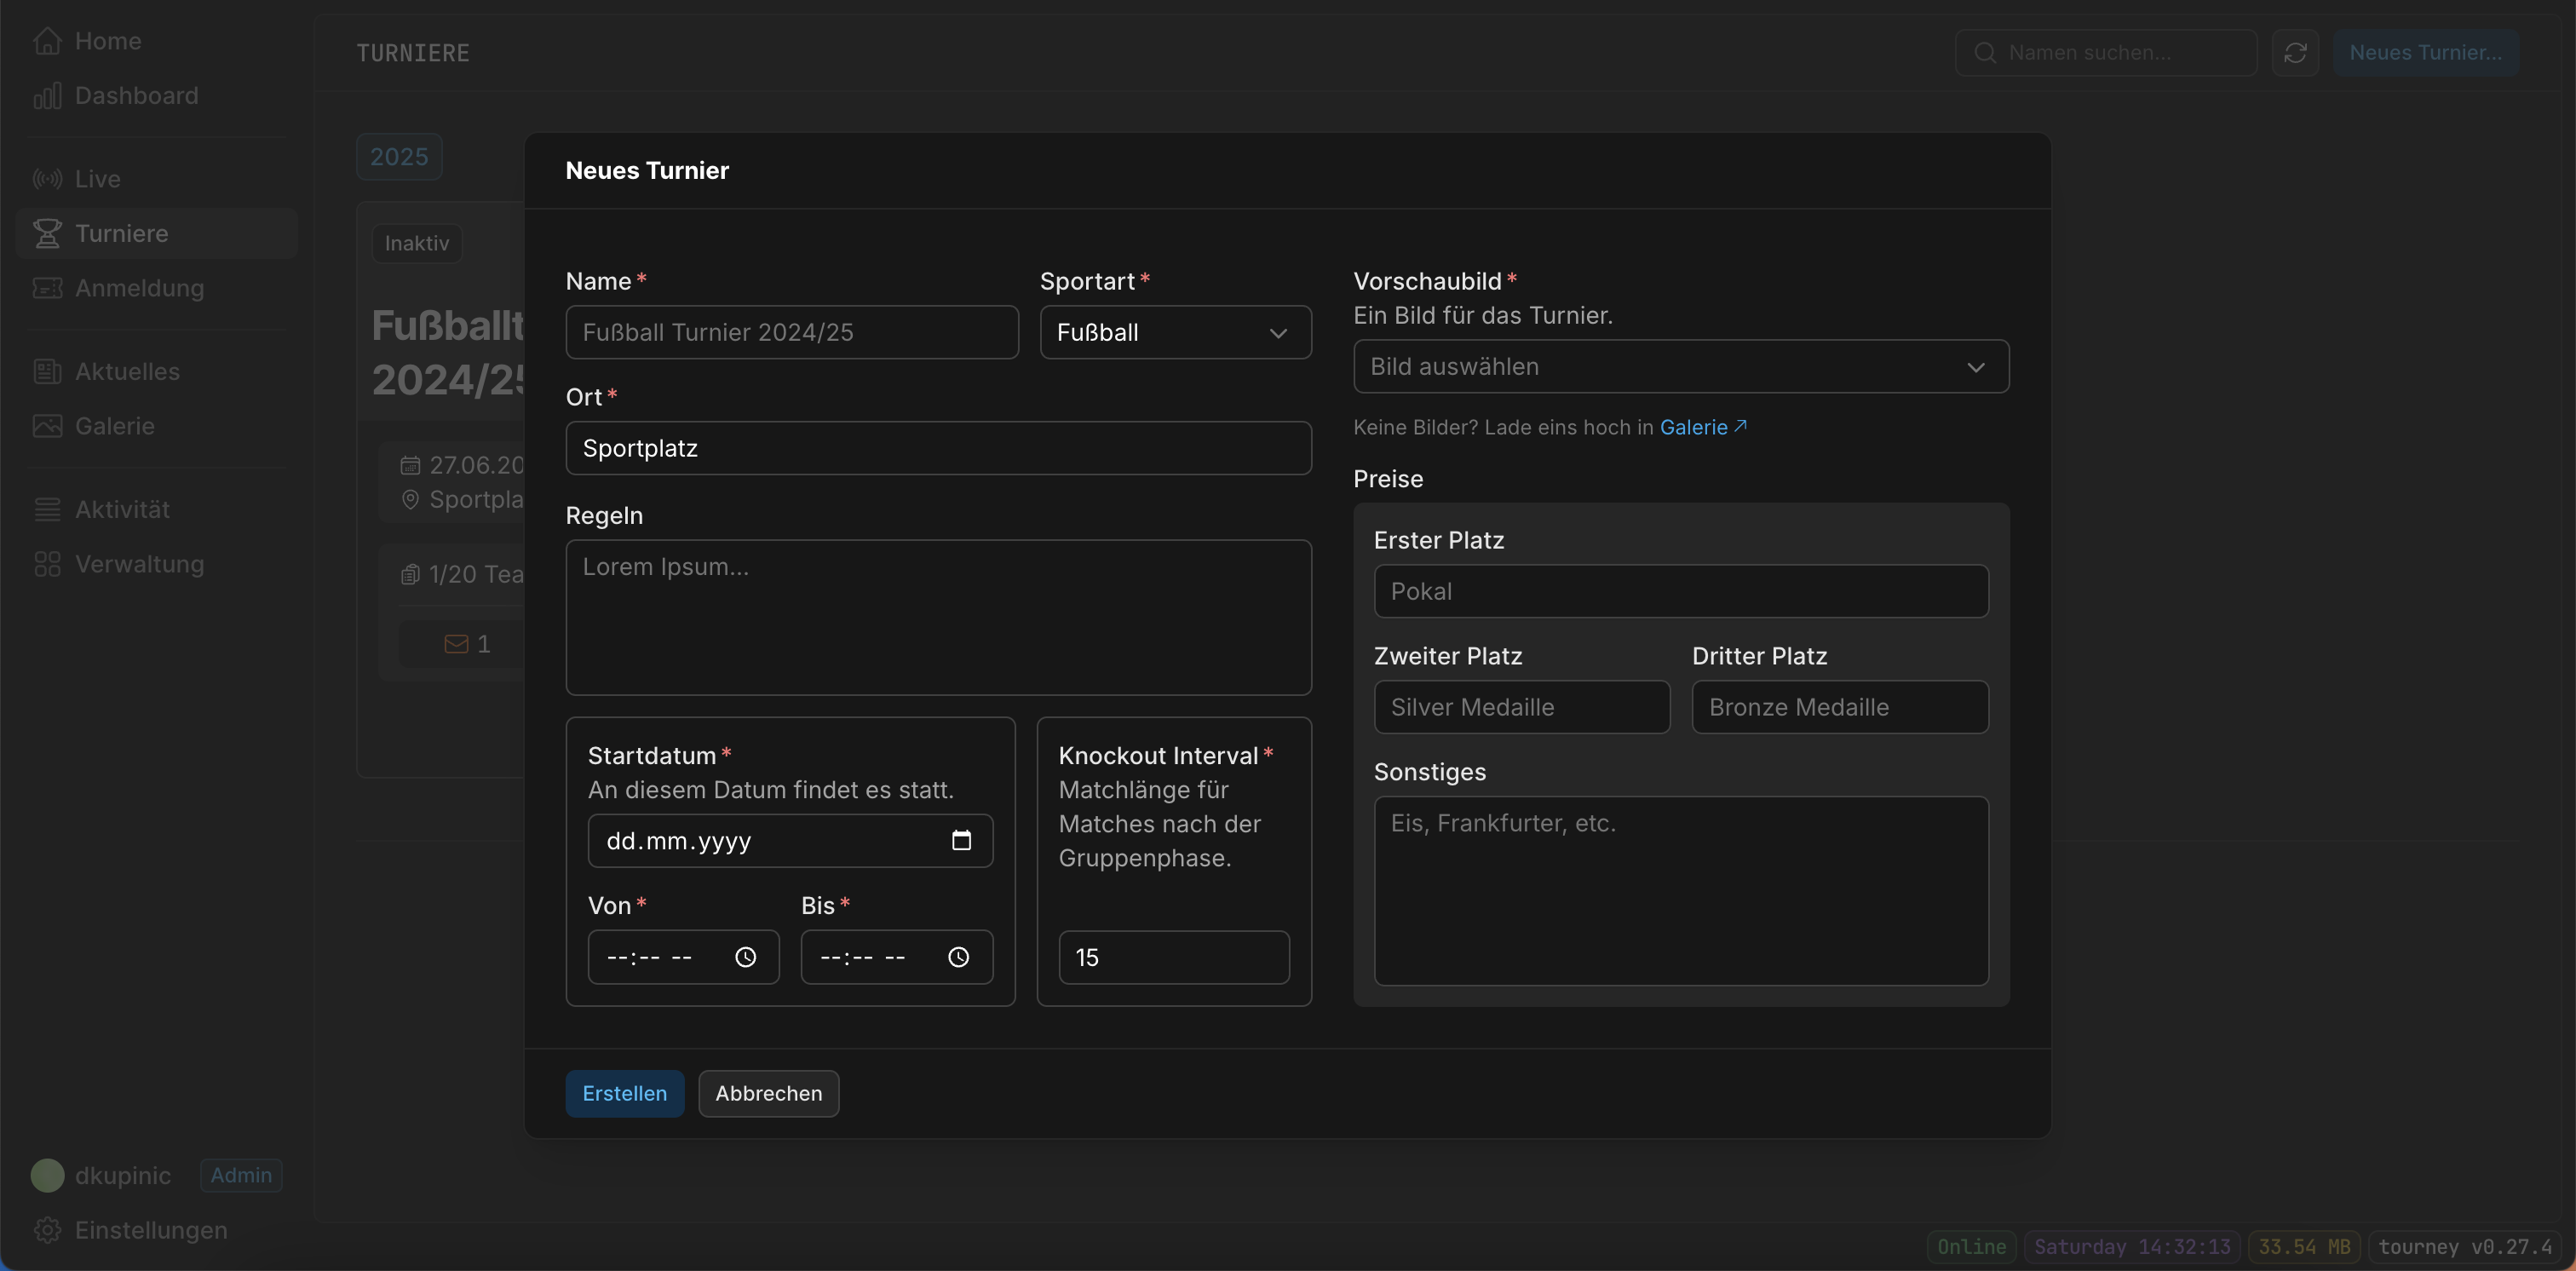 Home
Dashboard
Live
Turniere
Anmeldung
Aktuelles
Galerie
Aktivität
Verwaltung
dkupinic Admin
Einstellungen
TURNIERE
Namen suchen...
Neues Turnier...
2025
Inaktiv
Fußballt
2024/25
27.06.20
Sportpla
1/20 Tea
1
Neues Turnier
Name*
Fußball Turnier 2024/25
Sportart*
Fußball
Ort*
Sportplatz
Regeln
Lorem Ipsum...
Startdatum*
An diesem Datum findet es statt.
dd.mm.yyyy
Von*
--:-- --
Bis*
--:-- --
Knockout Interval*
Matchlänge für
Matches nach der
Gruppenphase.
15
Vorschaubild*
Ein Bild für das Turnier.
Bild auswählen
Keine Bilder? Lade eins hoch in Galerie↗
Preise
Erster Platz
Pokal
Zweiter Platz
Silver Medaille
Dritter Platz
Bronze Medaille
Sonstiges
Eis, Frankfurter, etc.
Erstellen
Abbrechen
Online
Saturday 14:32:13
33.54 MB
tourney v0.27.4